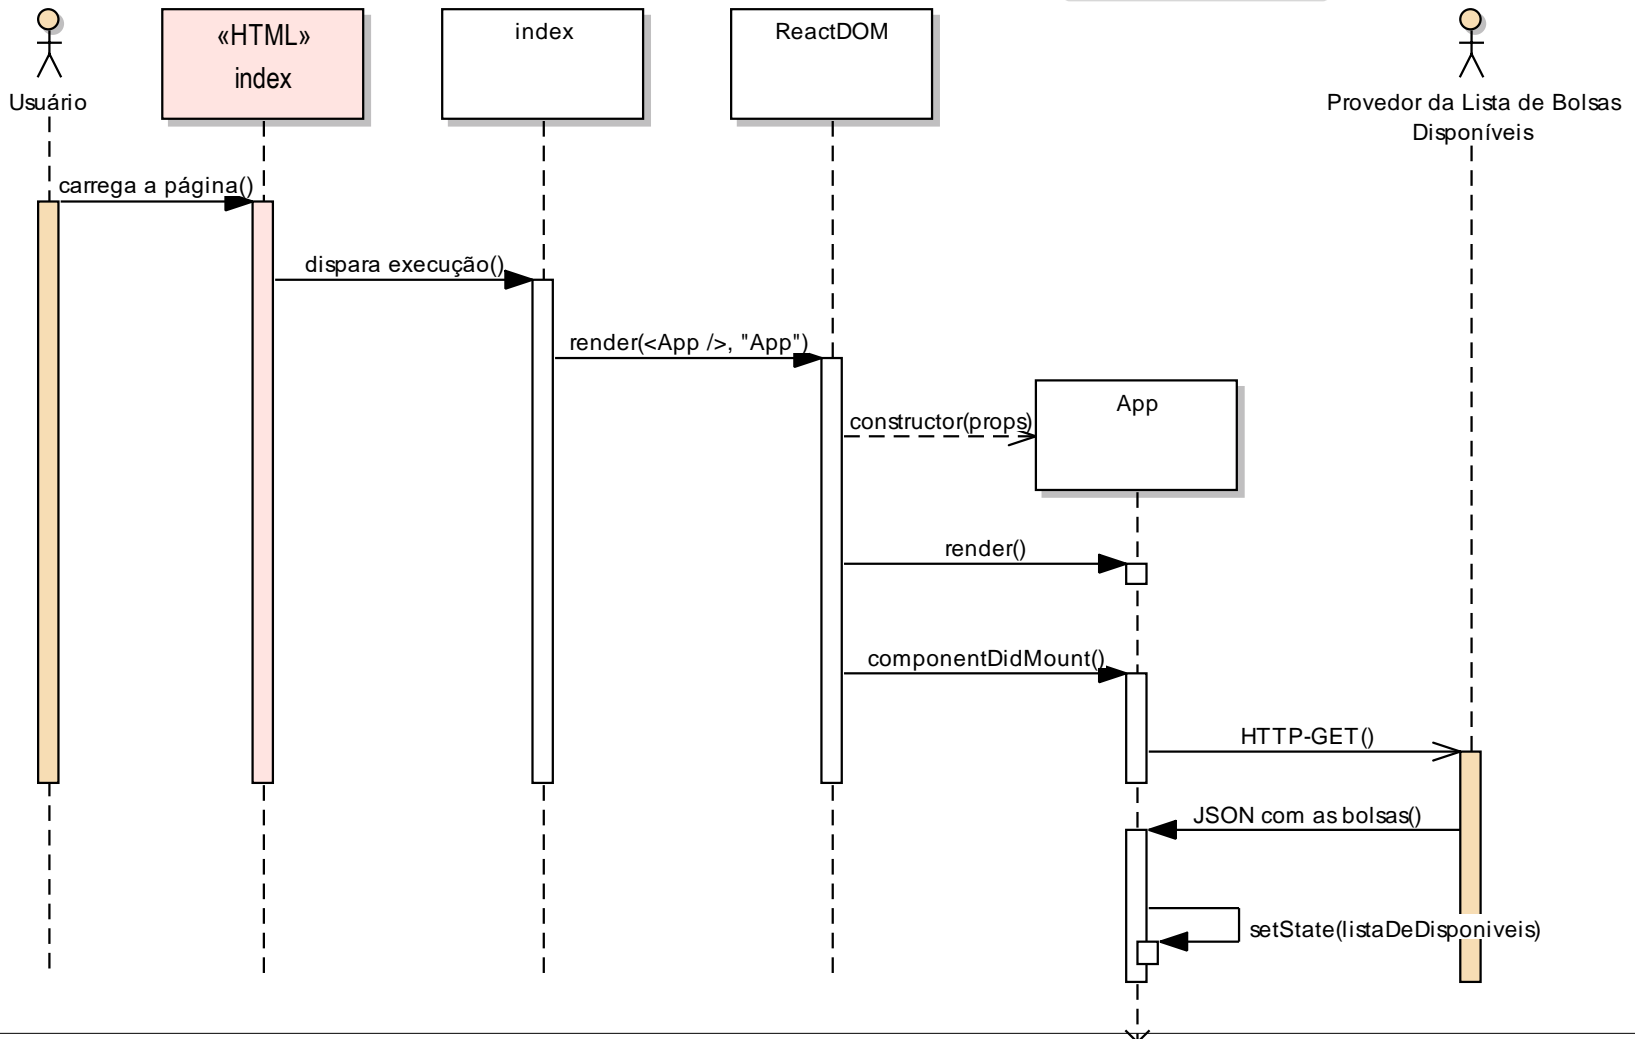 «HTML»
index
index
ReactDOM
Usuário
Provedor da Lista de Bolsas
Disponíveis
carrega a página()
dispara execução()
render(<App />, "App")
App
constructor(props)
render()
componentDidMount()
HTTP-GET()
JSON com as bolsas()
setState(listaDeDisponiveis)